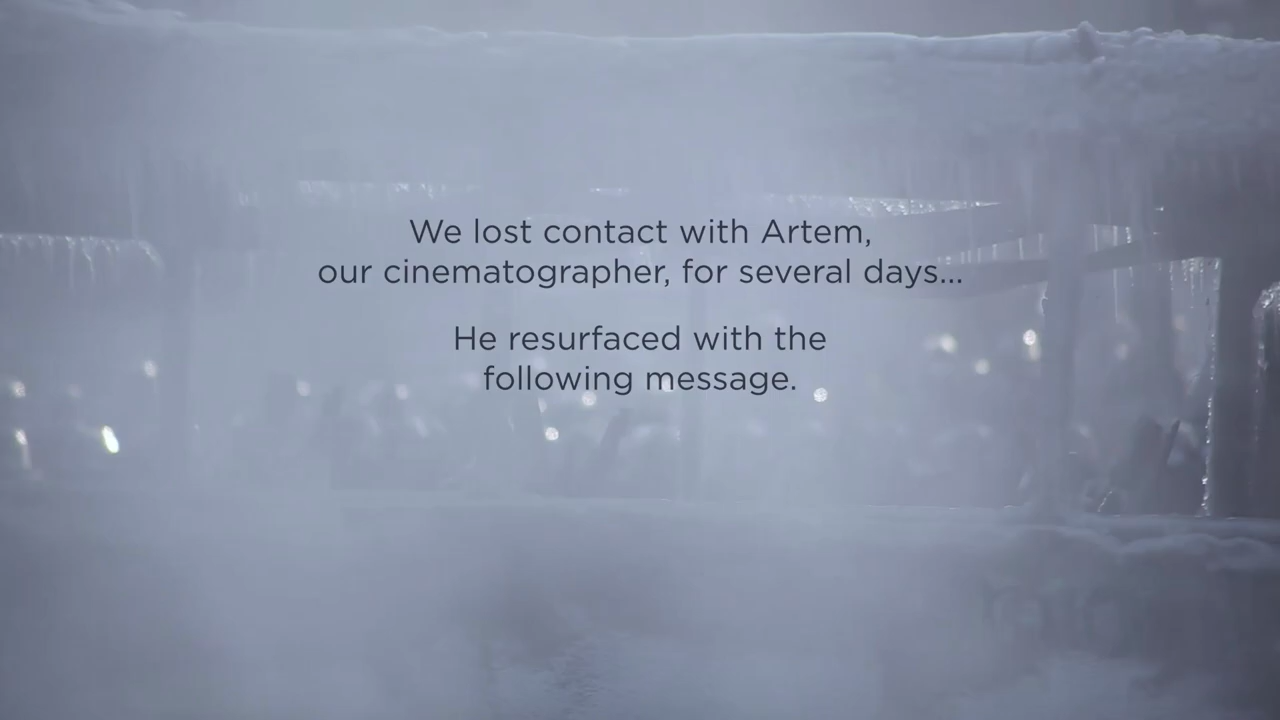 We lost contact with Artem,
our cinematographer, for several days...
He resurfaced with the
following message.